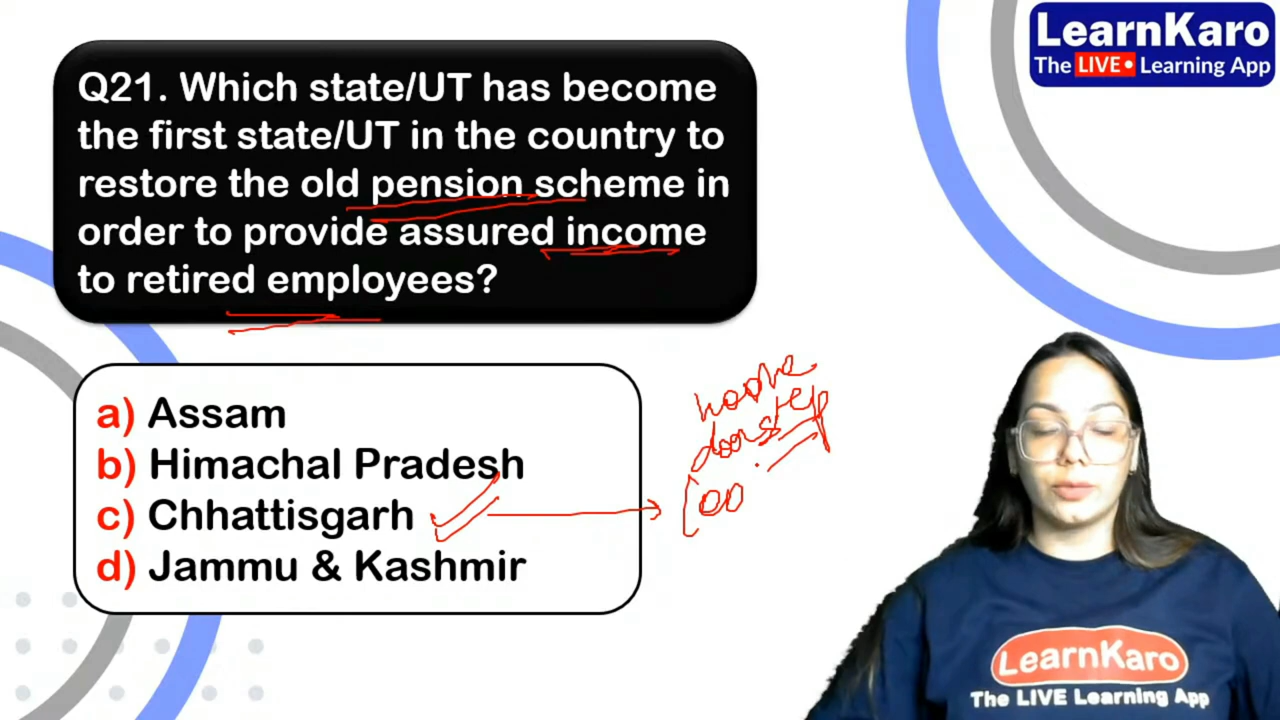 LearnKaro
The LIVE Learning App
Q21. Which state/UT has become
the first state/UT in the country to
restore the old pension scheme in
order to provide assured income
to retired employees?
a) Assam
b) Himachal Pradesh
c) Chhattisgarh
d) Jammu & Kashmir
doorstep
LearnKaro
The LIVE Learning App